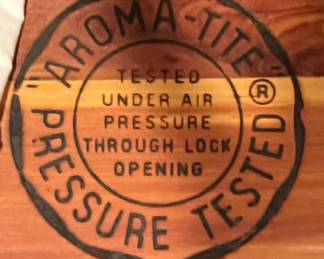 "AROMA-TITE"
®
TESTED
UNDER AIR
PRESSURE
THROUGH LOCK
OPENING
PRESSURE TESTED